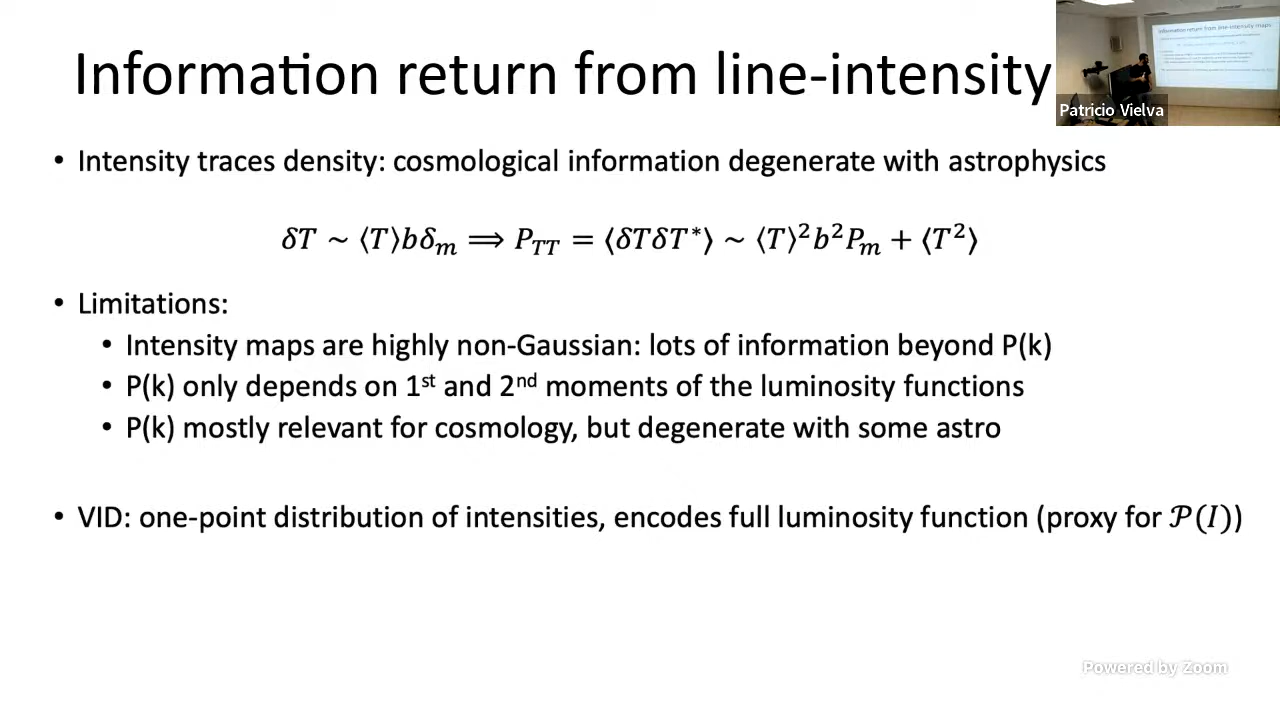 Information return from line-intensity
Patricio Vielva
• Intensity traces density: cosmological information degenerate with astrophysics
δT ~ ⟨T⟩bδ_m ⟹ P_TT = ⟨δTδT*⟩ ~ ⟨T⟩²b²P_m + ⟨T²⟩
• Limitations:
• Intensity maps are highly non-Gaussian: lots of information beyond P(k)
• P(k) only depends on 1st and 2nd moments of the luminosity functions
• P(k) mostly relevant for cosmology, but degenerate with some astro
• VID: one-point distribution of intensities, encodes full luminosity function (proxy for 𝒫(I))
Powered by Zoom